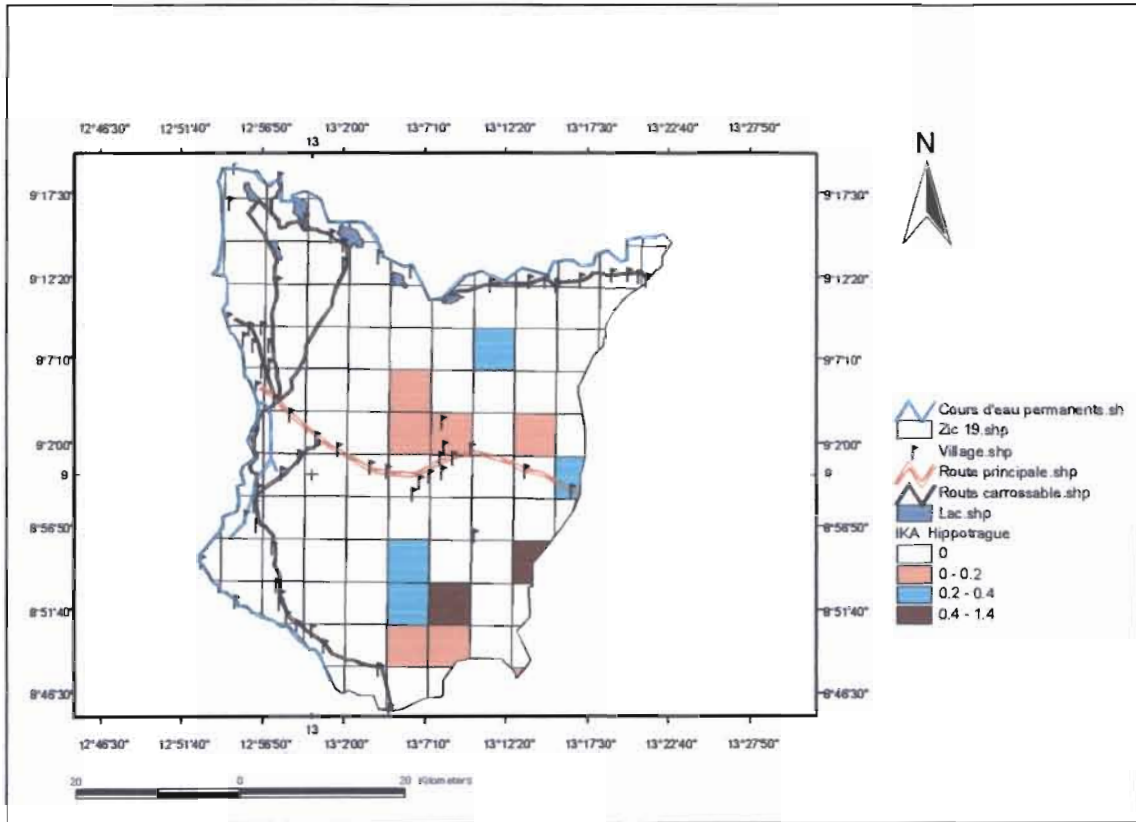 12°46'30" 12°51'40" 12°56'50" 13°2'00" 13°7'10" 13°12'20" 13°17'30" 13°22'40" 13°27'50"
13
N
9°17'30" 9°17'30"
9°12'20" 9°12'20"
9°7'10" 9°7'10"
9°2'00" 9°2'00"
9 9
8°56'50" 8°56'50"
8°51'40" 8°51'40"
8°46'30" 8°46'30"
13
12°46'30" 12°51'40" 12°56'50" 13°2'00" 13°7'10" 13°12'20" 13°17'30" 13°22'40" 13°27'50"
20 0 20 Kilometers
Cours d'eau permanents.sh
Zic 19.shp
Village.shp
Route principale.shp
Route carrossable.shp
Lac.shp
IKA Hippotrague
0
0 - 0.2
0.2 - 0.4
0.4 - 1.4